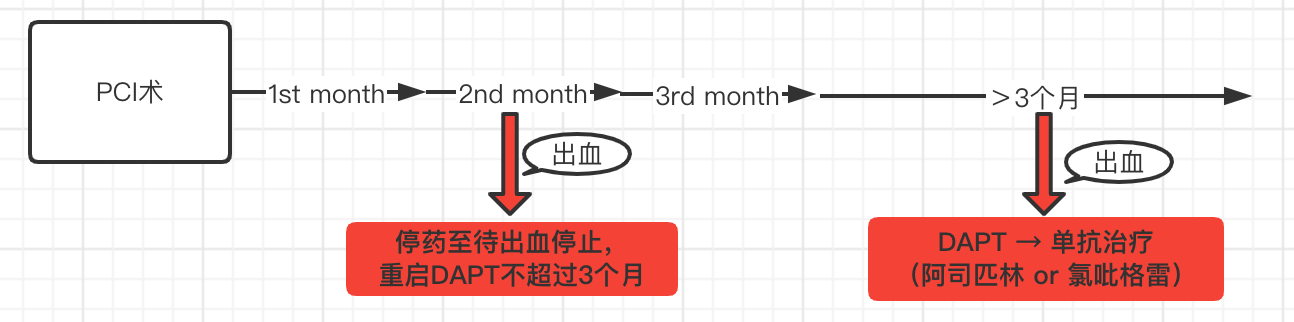 PCI术
1st month
2nd month
3rd month
＞3个月
出血
出血
停药至待出血停止，
重启DAPT不超过3个月
DAPT → 单抗治疗
（阿司匹林 or 氯吡格雷）